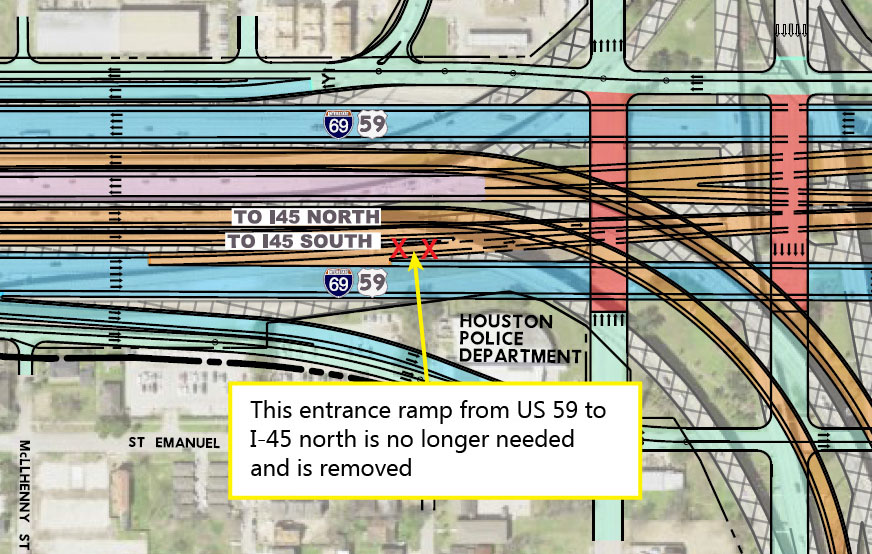 69 59
TO I45 NORTH
TO I45 SOUTH
X X
69 59
HOUSTON
POLICE
DEPARTMENT
This entrance ramp from US 59 to
I-45 north is no longer needed
and is removed
ST EMANUEL
McLLHENNY ST